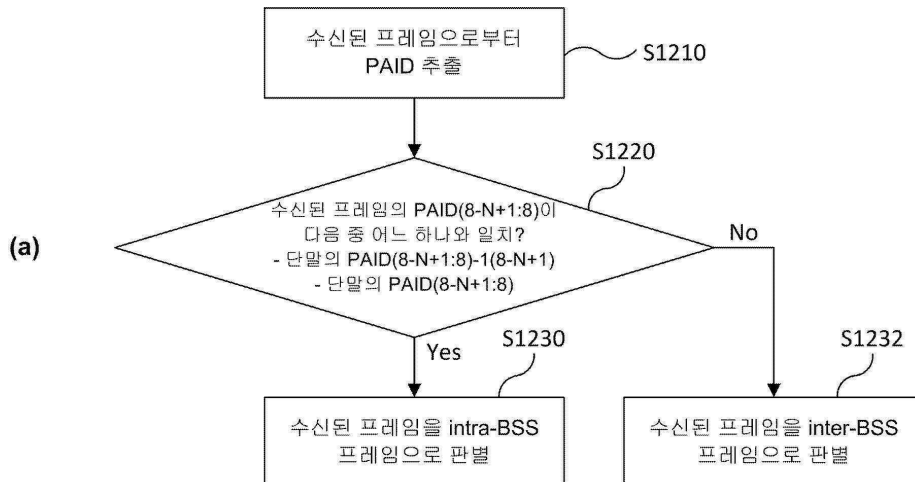 수신된 프레임으로부터
PAID 추출
S1210
S1220
수신된 프레임의 PAID(8-N+1:8)이
다음 중 어느 하나와 일치?
- 단말의 PAID(8-N+1:8)-1(8-N+1)
- 단말의 PAID(8-N+1:8)
(a)
No
Yes
S1230
S1232
수신된 프레임을 intra-BSS
프레임으로 판별
수신된 프레임을 inter-BSS
프레임으로 판별